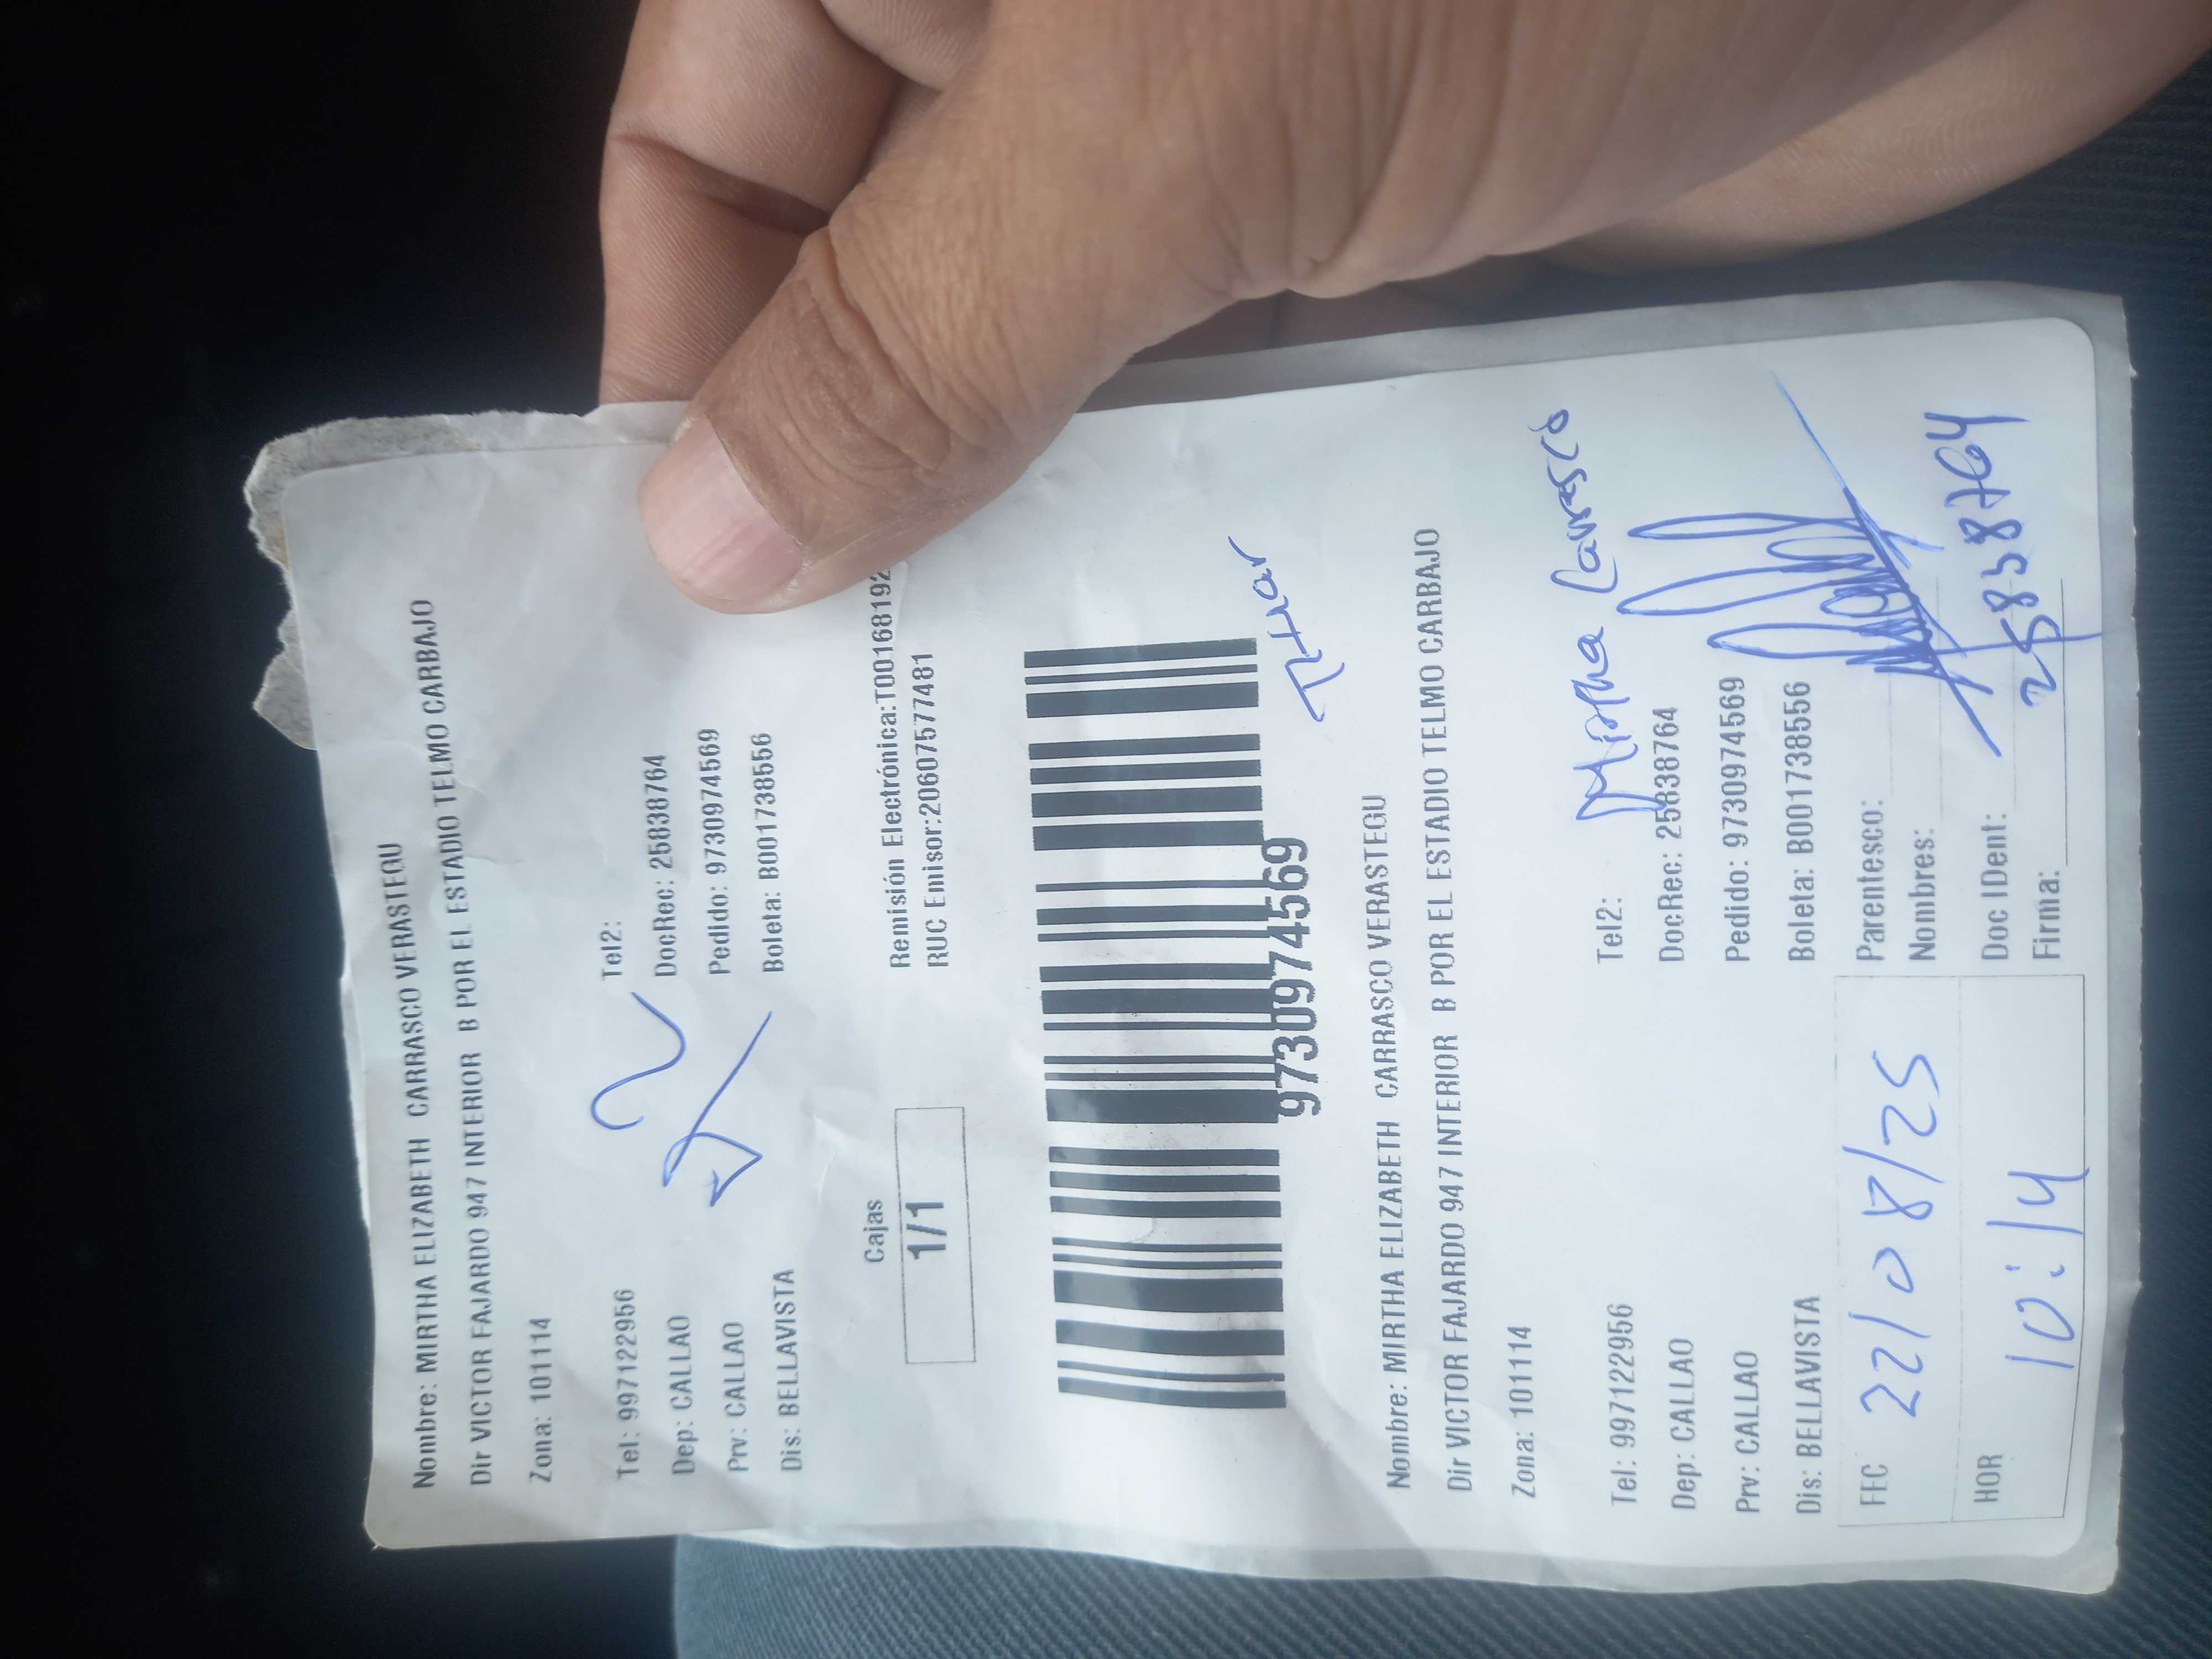 Nombre: MIRTHA ELIZABETH CARRASCO VERASTEGU
Dir VICTOR FAJARDO 947 INTERIOR B POR EL ESTADIO TELMO CARBAJO
Zona: 101114
Tel: 997122956 Tel2:
Dep: CALLAO DocRec: 25838764
Prv: CALLAO Pedido: 97309974569
Dis: BELLAVISTA Boleta: B001738556
Cajas
1/1
Remisión Electrónica:T00168192
RUC Emisor:20607577481
97309974569
Titular
Nombre: MIRTHA ELIZABETH CARRASCO VERASTEGU
Dir VICTOR FAJARDO 947 INTERIOR B POR EL ESTADIO TELMO CARBAJO
Zona: 101114
Mirtha Carrasco
Tel: 997122956 Tel2:
Dep: CALLAO DocRec: 25838764
Prv: CALLAO Pedido: 97309974569
Dis: BELLAVISTA Boleta: B001738556
FEC 22/08/25 Parentesco:
Nombres:
HOR 10:14 Doc IDent: 25838764
Firma: